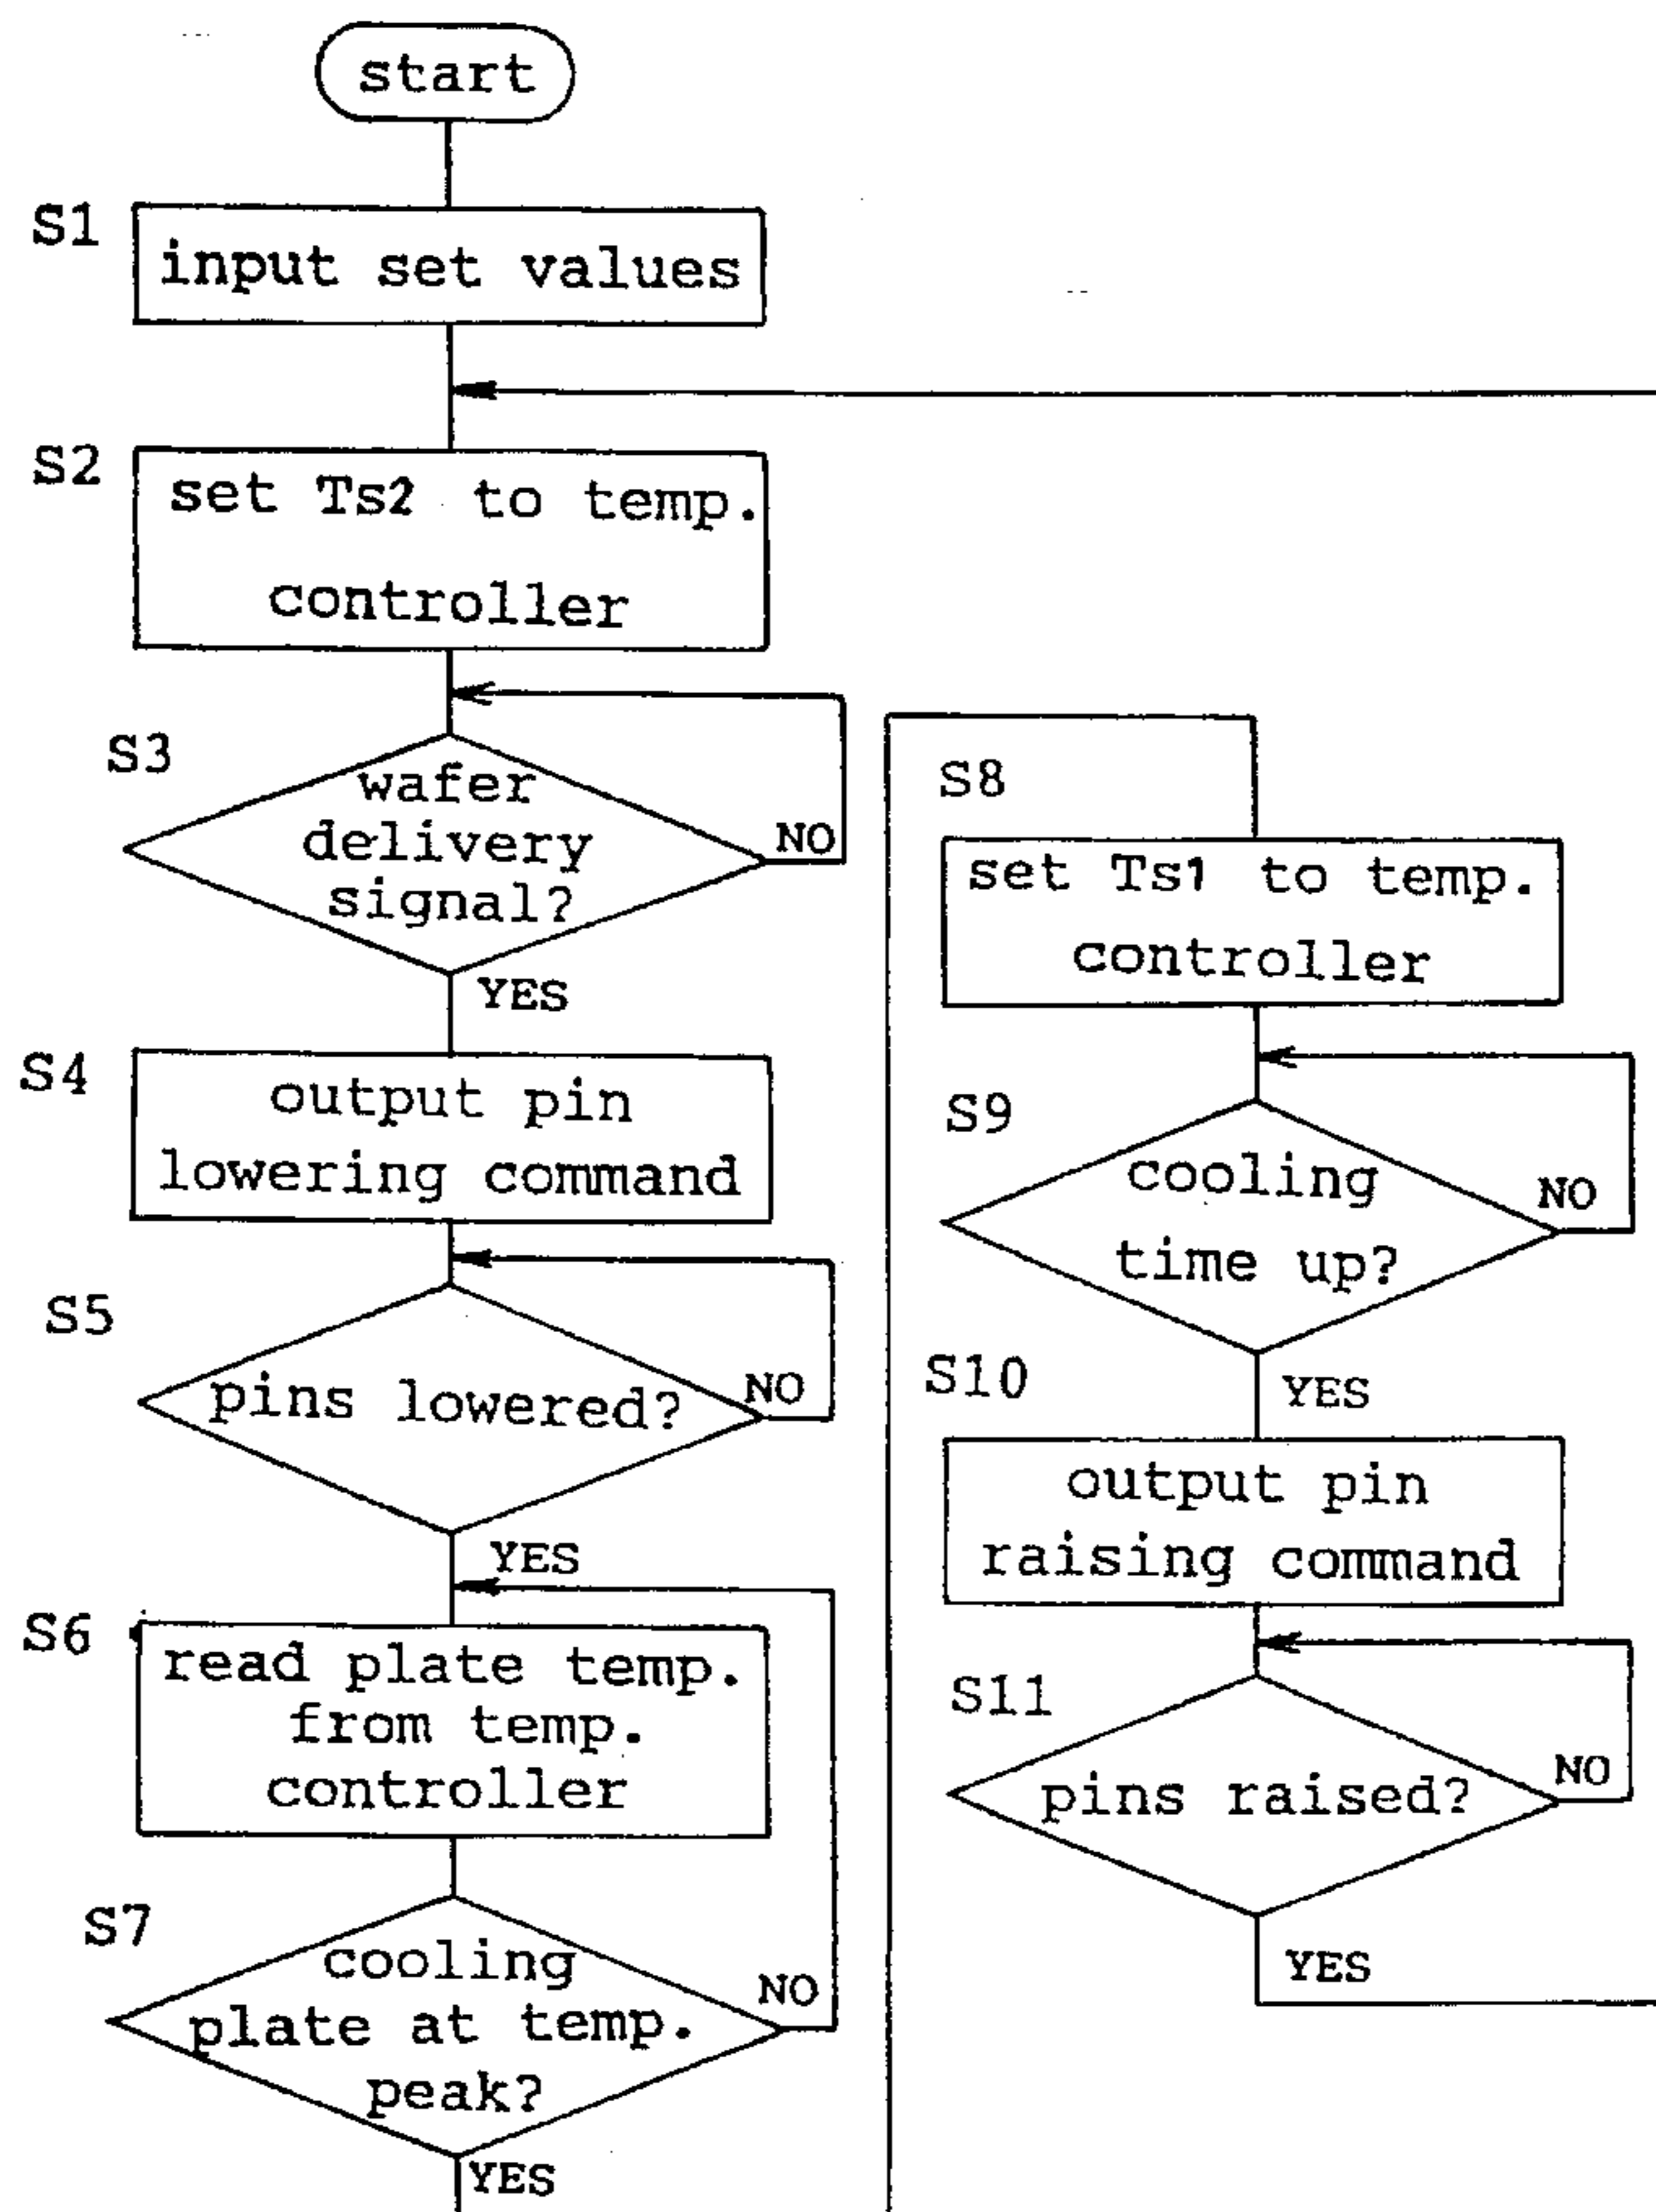 start
S1
input set values
S2
set Ts2 to temp.
controller
S3
wafer
delivery
signal?
NO
YES
S4
output pin
lowering command
S5
pins lowered?
NO
YES
S6
read plate temp.
from temp.
controller
S7
cooling
plate at temp.
peak?
NO
YES
S8
set Ts1 to temp.
controller
S9
cooling
time up?
NO
YES
S10
output pin
raising command
S11
pins raised?
NO
YES